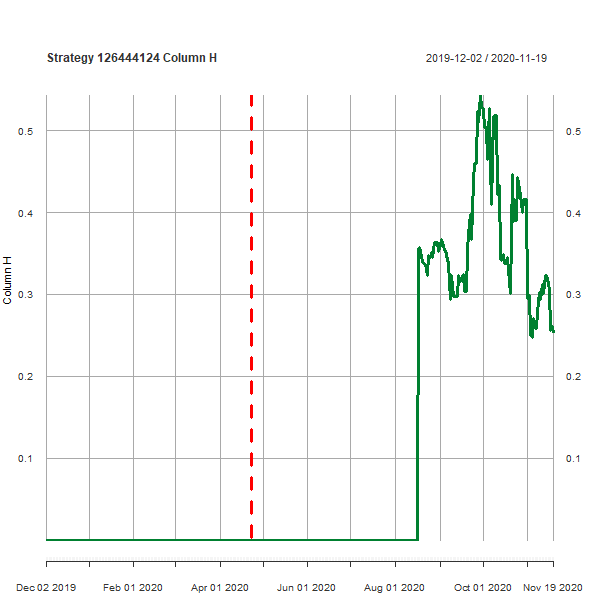 Strategy 126444124 Column H
2019-12-02 / 2020-11-19
0.5
0.5
0.4
0.4
0.3
0.3
0.2
0.2
0.1
0.1
Column H
Dec 02 2019
Feb 01 2020
Apr 01 2020
Jun 01 2020
Aug 01 2020
Oct 01 2020
Nov 19 2020